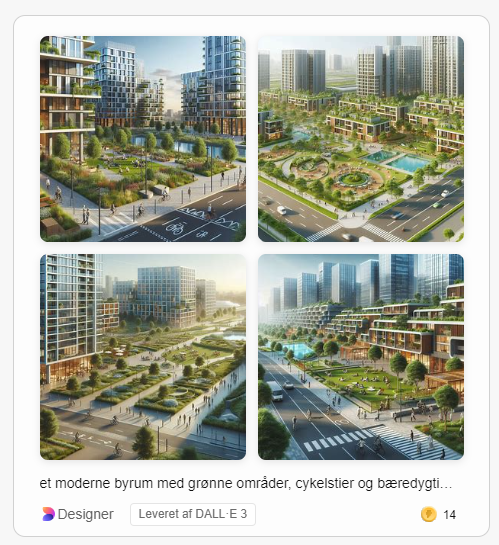 et moderne byrum med grønne områder, cykelstier og bæredygti...
Designer
Leveret af DALL·E 3
14